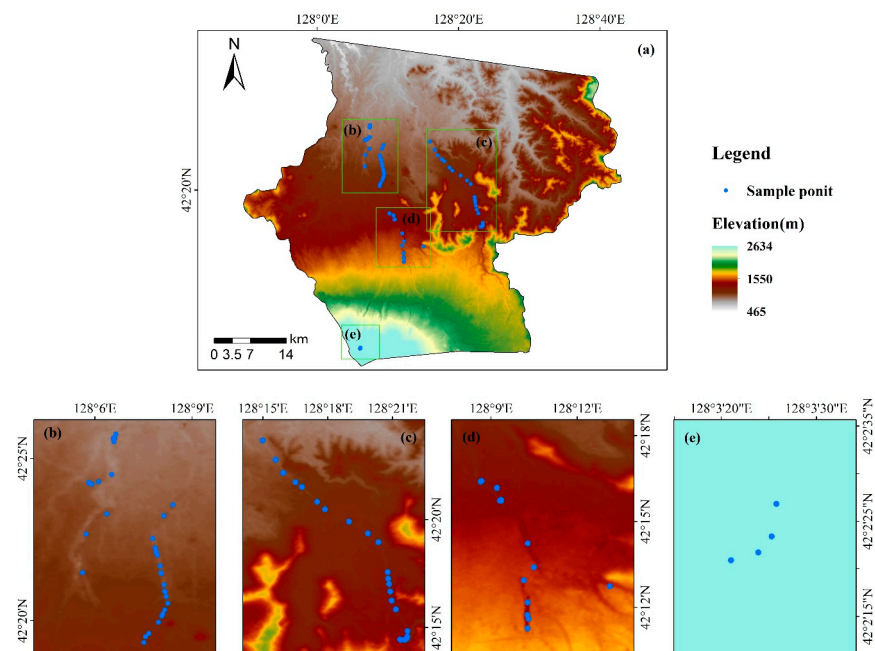 128°0'E 128°20'E 128°40'E
N
(a)
(b)
(c)
42°20'N
(d)
(e)
km
0 3.5 7 14
Legend
Sample ponit
Elevation(m)
2634
1550
465
128°6'E 128°9'E
(b)
42°25'N
42°20'N
128°15'E 128°18'E 128°21'E
(c)
42°20'N
42°15'N
128°9'E 128°12'E
(d)
42°18'N
42°15'N
42°12'N
128°3'20"E 128°3'30"E
(e)
42°2'35"N
42°2'25"N
42°2'15"N